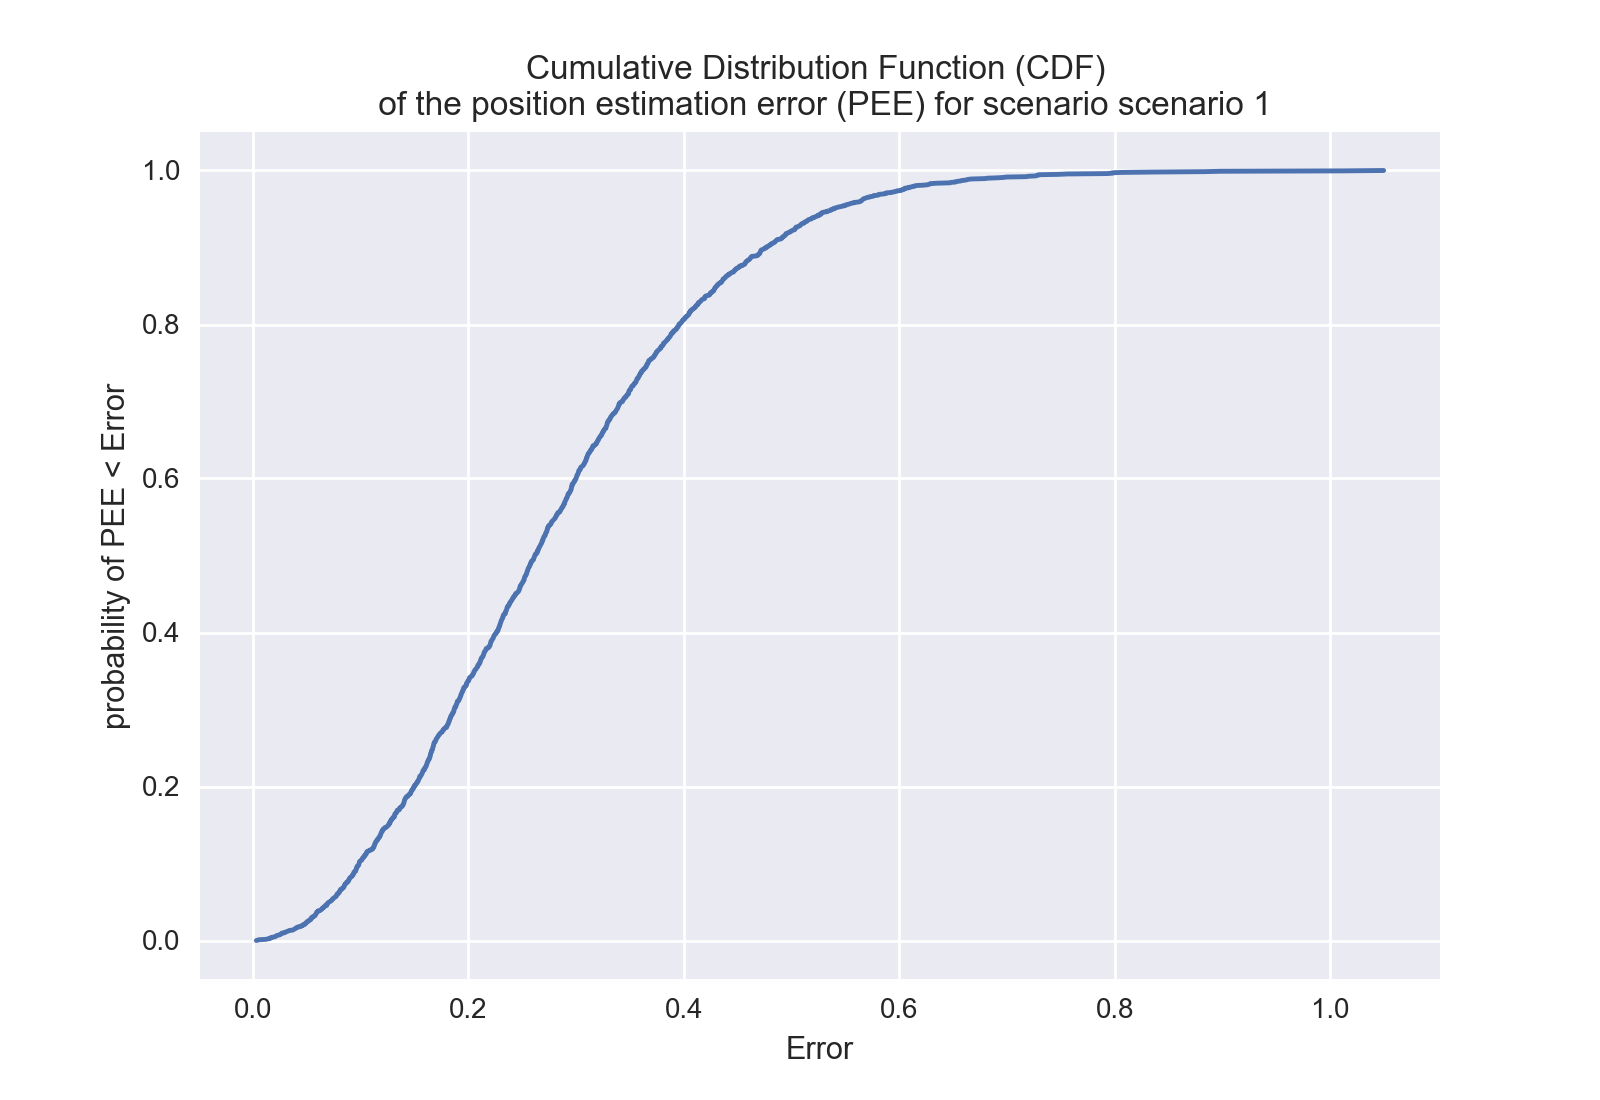 Cumulative Distribution Function (CDF)
of the position estimation error (PEE) for scenario scenario 1
1.0
0.8
0.6
0.4
0.2
0.0
probability of PEE < Error
0.0 0.2 0.4 0.6 0.8 1.0
Error